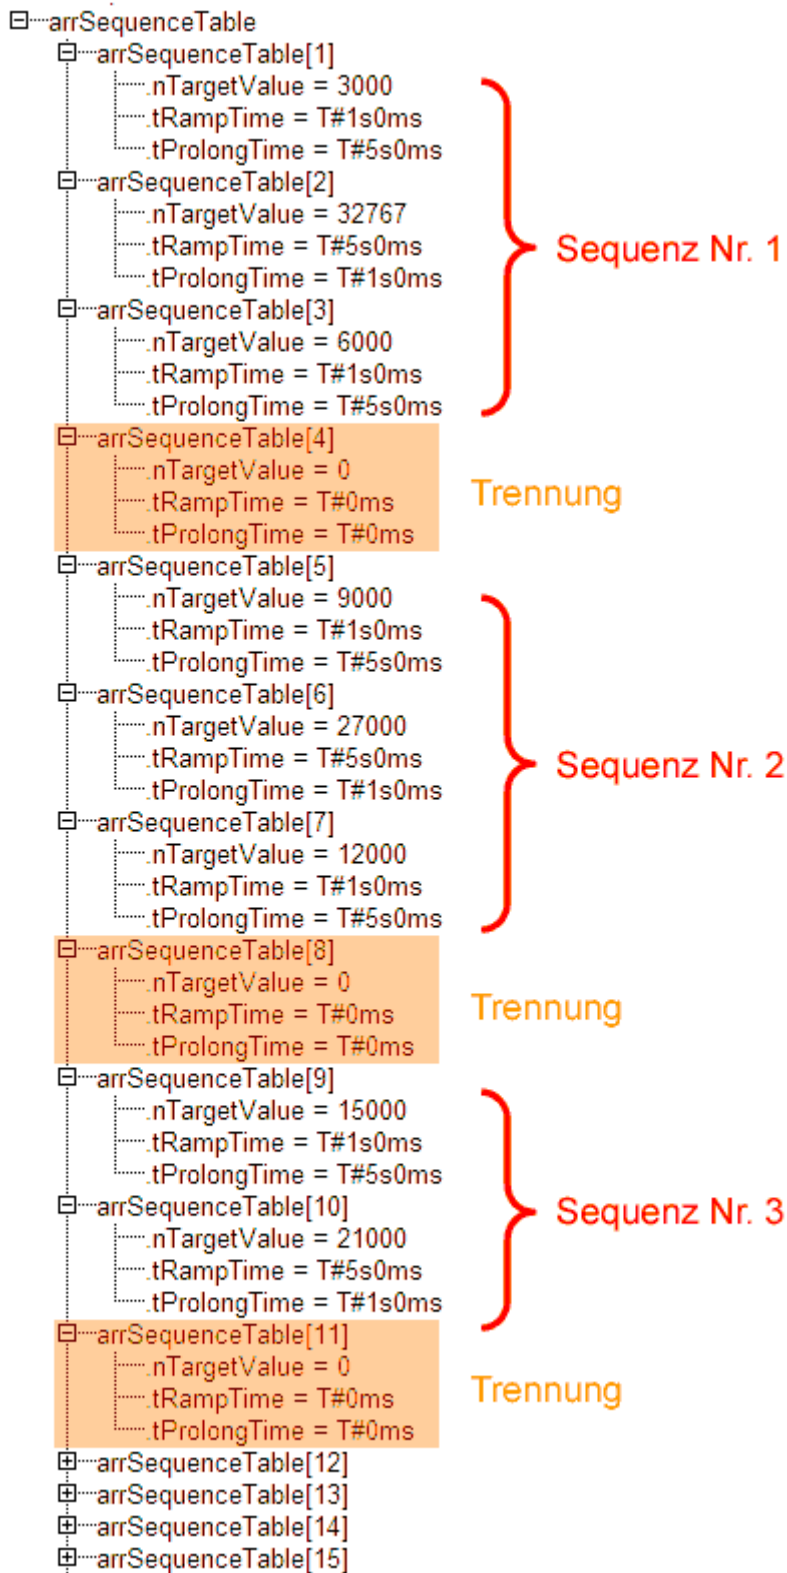 arrSequenceTable
arrSequenceTable[1]
.nTargetValue = 3000
.tRampTime = T#1s0ms
.tProlongTime = T#5s0ms
arrSequenceTable[2]
.nTargetValue = 32767
.tRampTime = T#5s0ms
.tProlongTime = T#1s0ms
Sequenz Nr. 1
arrSequenceTable[3]
.nTargetValue = 6000
.tRampTime = T#1s0ms
.tProlongTime = T#5s0ms
arrSequenceTable[4]
.nTargetValue = 0
.tRampTime = T#0ms
.tProlongTime = T#0ms
Trennung
arrSequenceTable[5]
.nTargetValue = 9000
.tRampTime = T#1s0ms
.tProlongTime = T#5s0ms
arrSequenceTable[6]
.nTargetValue = 27000
.tRampTime = T#5s0ms
.tProlongTime = T#1s0ms
Sequenz Nr. 2
arrSequenceTable[7]
.nTargetValue = 12000
.tRampTime = T#1s0ms
.tProlongTime = T#5s0ms
arrSequenceTable[8]
.nTargetValue = 0
.tRampTime = T#0ms
.tProlongTime = T#0ms
Trennung
arrSequenceTable[9]
.nTargetValue = 15000
.tRampTime = T#1s0ms
.tProlongTime = T#5s0ms
arrSequenceTable[10]
.nTargetValue = 21000
.tRampTime = T#5s0ms
.tProlongTime = T#1s0ms
Sequenz Nr. 3
arrSequenceTable[11]
.nTargetValue = 0
.tRampTime = T#0ms
.tProlongTime = T#0ms
Trennung
arrSequenceTable[12]
arrSequenceTable[13]
arrSequenceTable[14]
arrSequenceTable[15]